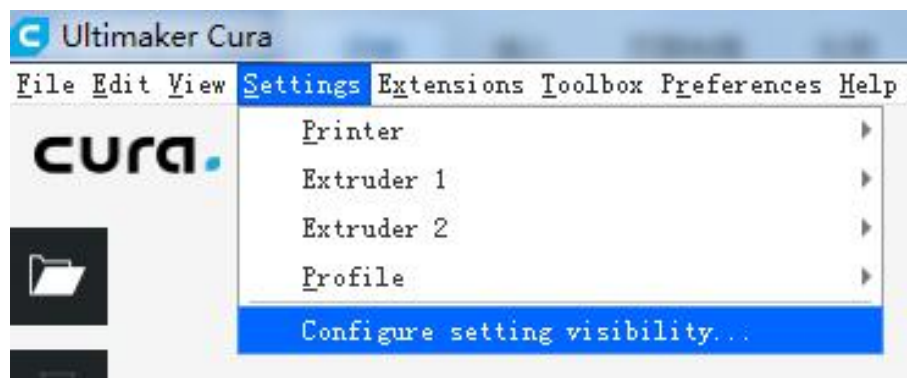 Ultimaker Cura
File Edit View Settings Extensions Toolbox Preferences Help
cura.
Printer
Extruder 1
Extruder 2
Profile
Configure setting visibility...